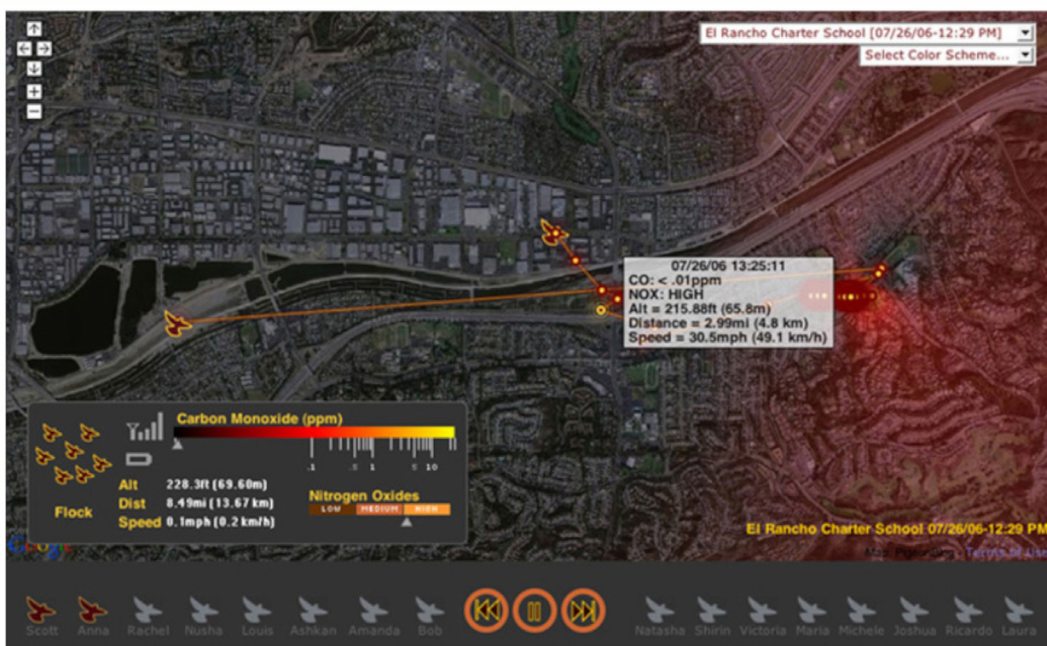 El Rancho Charter School [07/26/06-12:29 PM]
Select Color Scheme...
07/26/06 13:25:11
CO: < .01ppm
NOX: HIGH
Alt = 215.88ft (65.8m)
Distance = 2.99mi (4.8 km)
Speed = 30.5mph (49.1 km/h)
Carbon Monoxide (ppm)
.1 .5 1 5 10
Alt 228.3ft (69.60m)
Dist 8.49mi (13.67 km)
Speed 0.1mph (0.2 km/h)
Flock
Nitrogen Oxides
LOW MEDIUM HIGH
El Rancho Charter School 07/26/06-12:29 PM
Terms of Use
Scott Anna Rachel Nusha Louis Ashkan Amanda Bob Natasha Shirin Victoria Maria Michele Joshua Ricardo Laura